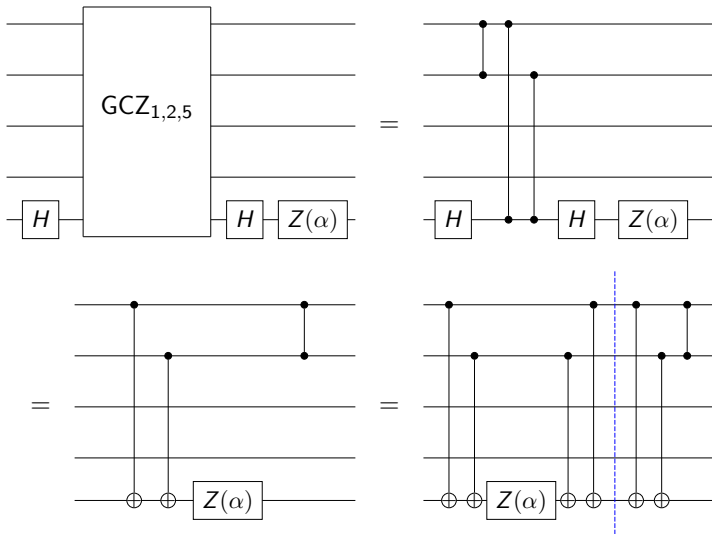 GCZ₁,₂,₅
=
H H Z(α) H H Z(α)
= =
Z(α) Z(α)